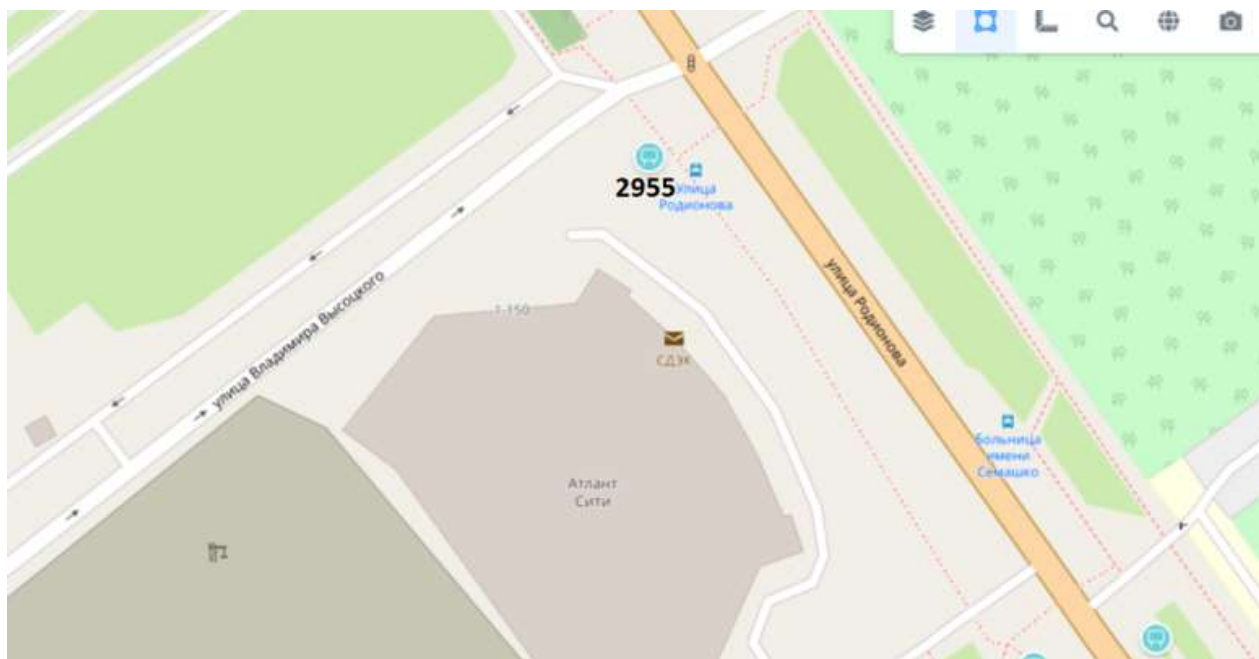 2955
Улица
Родионова
улица Владимира Высоцкого
1-150
СДЭК
улица Родионова
Больница
имени
Семашко
Атлант
Сити